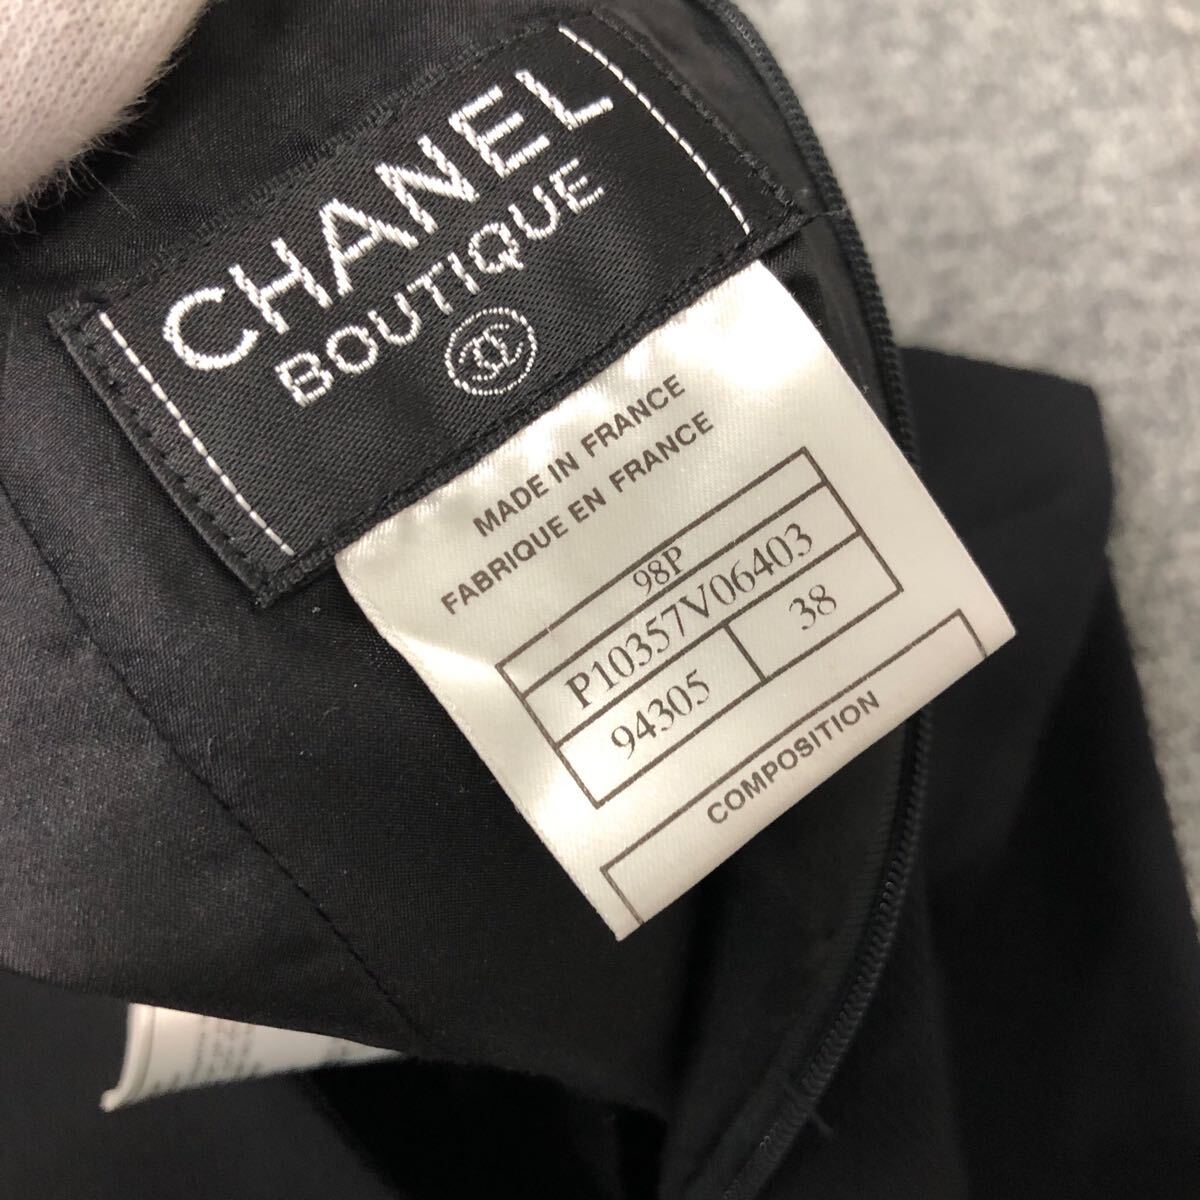 CHANEL
BOUTIQUE
MADE IN FRANCE
FABRIQUE EN FRANCE
98P
P10357V06403
94305 38
COMPOSITION